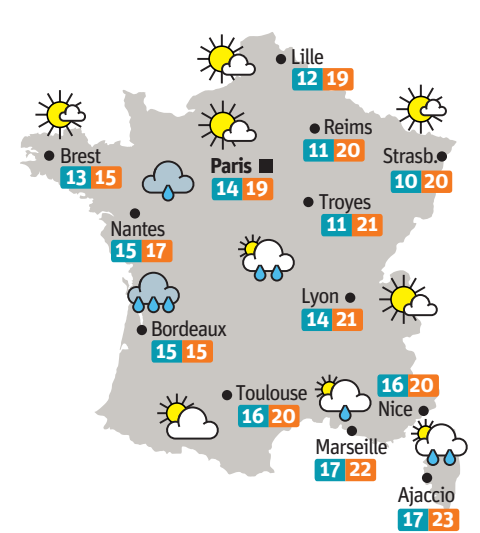 Lille
12 19
Reims
11 20
Brest
13 15
Paris
14 19
Strasb.
10 20
Troyes
11 21
Nantes
15 17
Lyon
14 21
Bordeaux
15 15
Toulouse
16 20
16 20
Nice
Marseille
17 22
Ajaccio
17 23